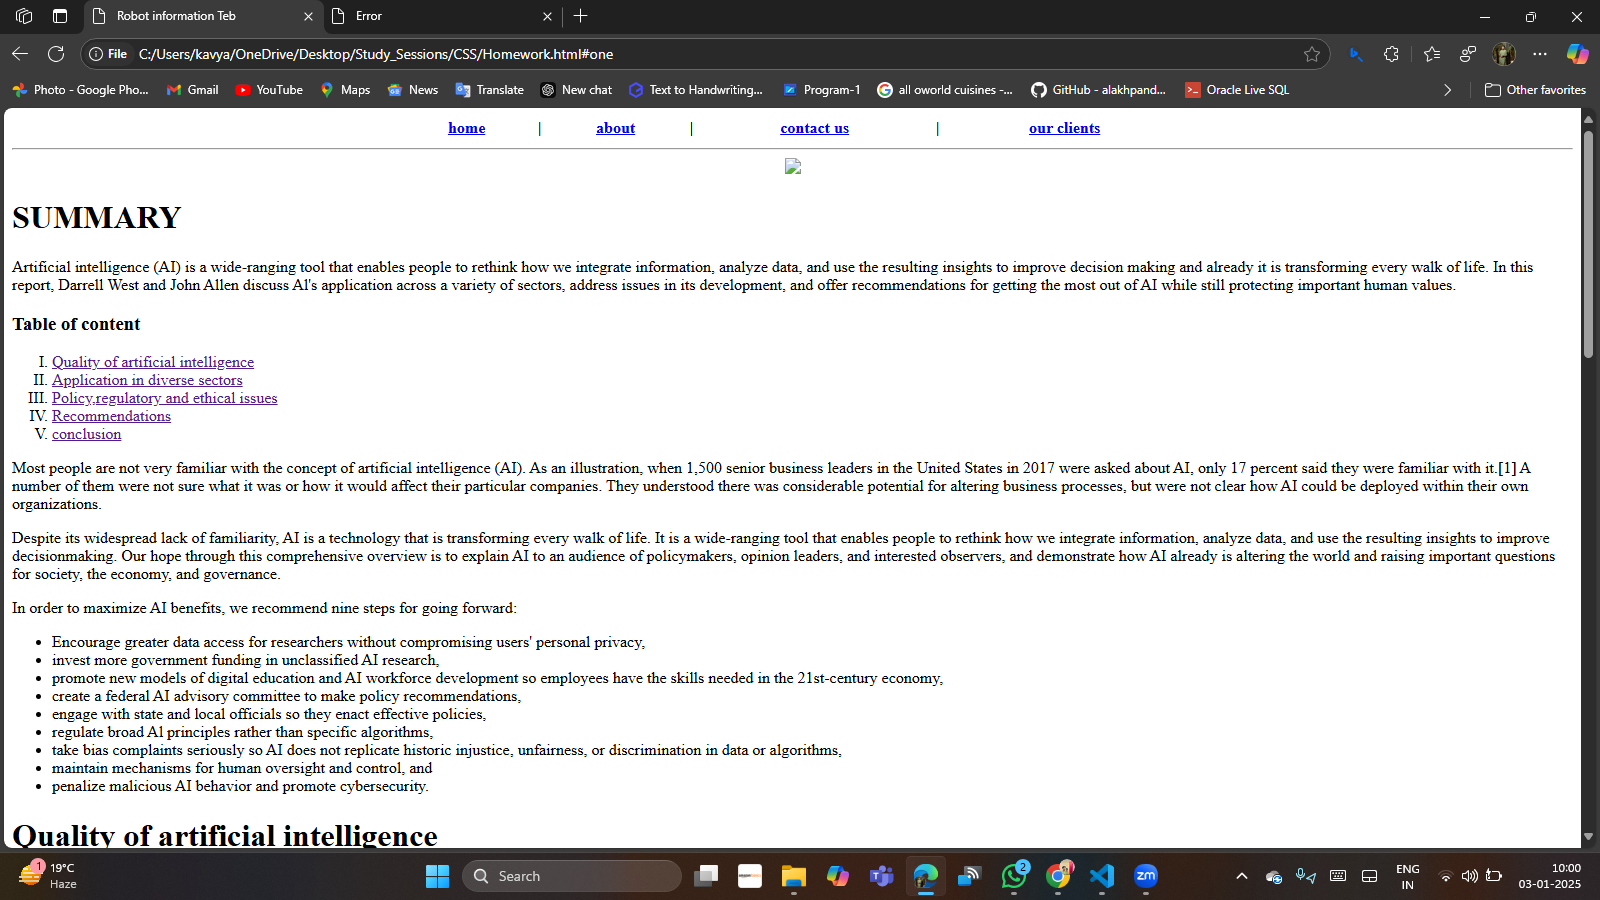 Robot information Teb
Error
File
C:/Users/kavya/OneDrive/Desktop/Study_Sessions/CSS/Homework.html#one
Photo - Google Pho...
Gmail
YouTube
Maps
News
Translate
New chat
Text to Handwriting...
Program-1
all oworld cuisines -...
GitHub - alakhpand...
Oracle Live SQL
Other favorites
home | about | contact us | our clients
SUMMARY
Artificial intelligence (AI) is a wide-ranging tool that enables people to rethink how we integrate information, analyze data, and use the resulting insights to improve decision making and already it is transforming every walk of life. In this
report, Darrell West and John Allen discuss Al's application across a variety of sectors, address issues in its development, and offer recommendations for getting the most out of AI while still protecting important human values.
Table of content
I. Quality of artificial intelligence
II. Application in diverse sectors
III. Policy,regulatory and ethical issues
IV. Recommendations
V. conclusion
Most people are not very familiar with the concept of artificial intelligence (AI). As an illustration, when 1,500 senior business leaders in the United States in 2017 were asked about AI, only 17 percent said they were familiar with it.[1] A
number of them were not sure what it was or how it would affect their particular companies. They understood there was considerable potential for altering business processes, but were not clear how AI could be deployed within their own
organizations.
Despite its widespread lack of familiarity, AI is a technology that is transforming every walk of life. It is a wide-ranging tool that enables people to rethink how we integrate information, analyze data, and use the resulting insights to improve
decisionmaking. Our hope through this comprehensive overview is to explain AI to an audience of policymakers, opinion leaders, and interested observers, and demonstrate how AI already is altering the world and raising important questions
for society, the economy, and governance.
In order to maximize AI benefits, we recommend nine steps for going forward:
• Encourage greater data access for researchers without compromising users' personal privacy,
• invest more government funding in unclassified AI research,
• promote new models of digital education and AI workforce development so employees have the skills needed in the 21st-century economy,
• create a federal AI advisory committee to make policy recommendations,
• engage with state and local officials so they enact effective policies,
• regulate broad Al principles rather than specific algorithms,
• take bias complaints seriously so AI does not replicate historic injustice, unfairness, or discrimination in data or algorithms,
• maintain mechanisms for human oversight and control, and
• penalize malicious AI behavior and promote cybersecurity.
Quality of artificial intelligence
1
19°C
Haze
Search
2
zm
ENG
IN
10:00
03-01-2025